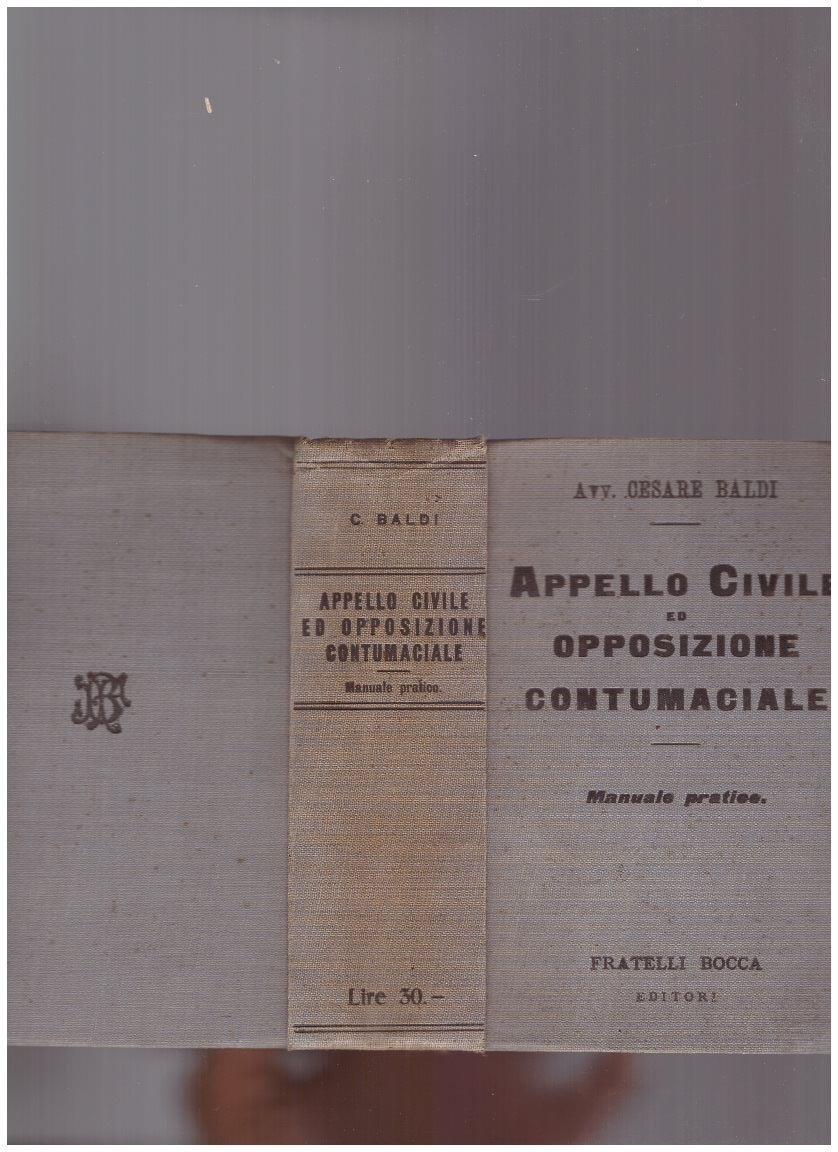 C. BALDI
APPELLO CIVILE
ED OPPOSIZIONE
CONTUMACIALE
Manuale pratico.
Lire 30.—
Avv. CESARE BALDI
APPELLO CIVILE
ED
OPPOSIZIONE
CONTUMACIALE
Manuale pratico.
FRATELLI BOCCA
EDITORI